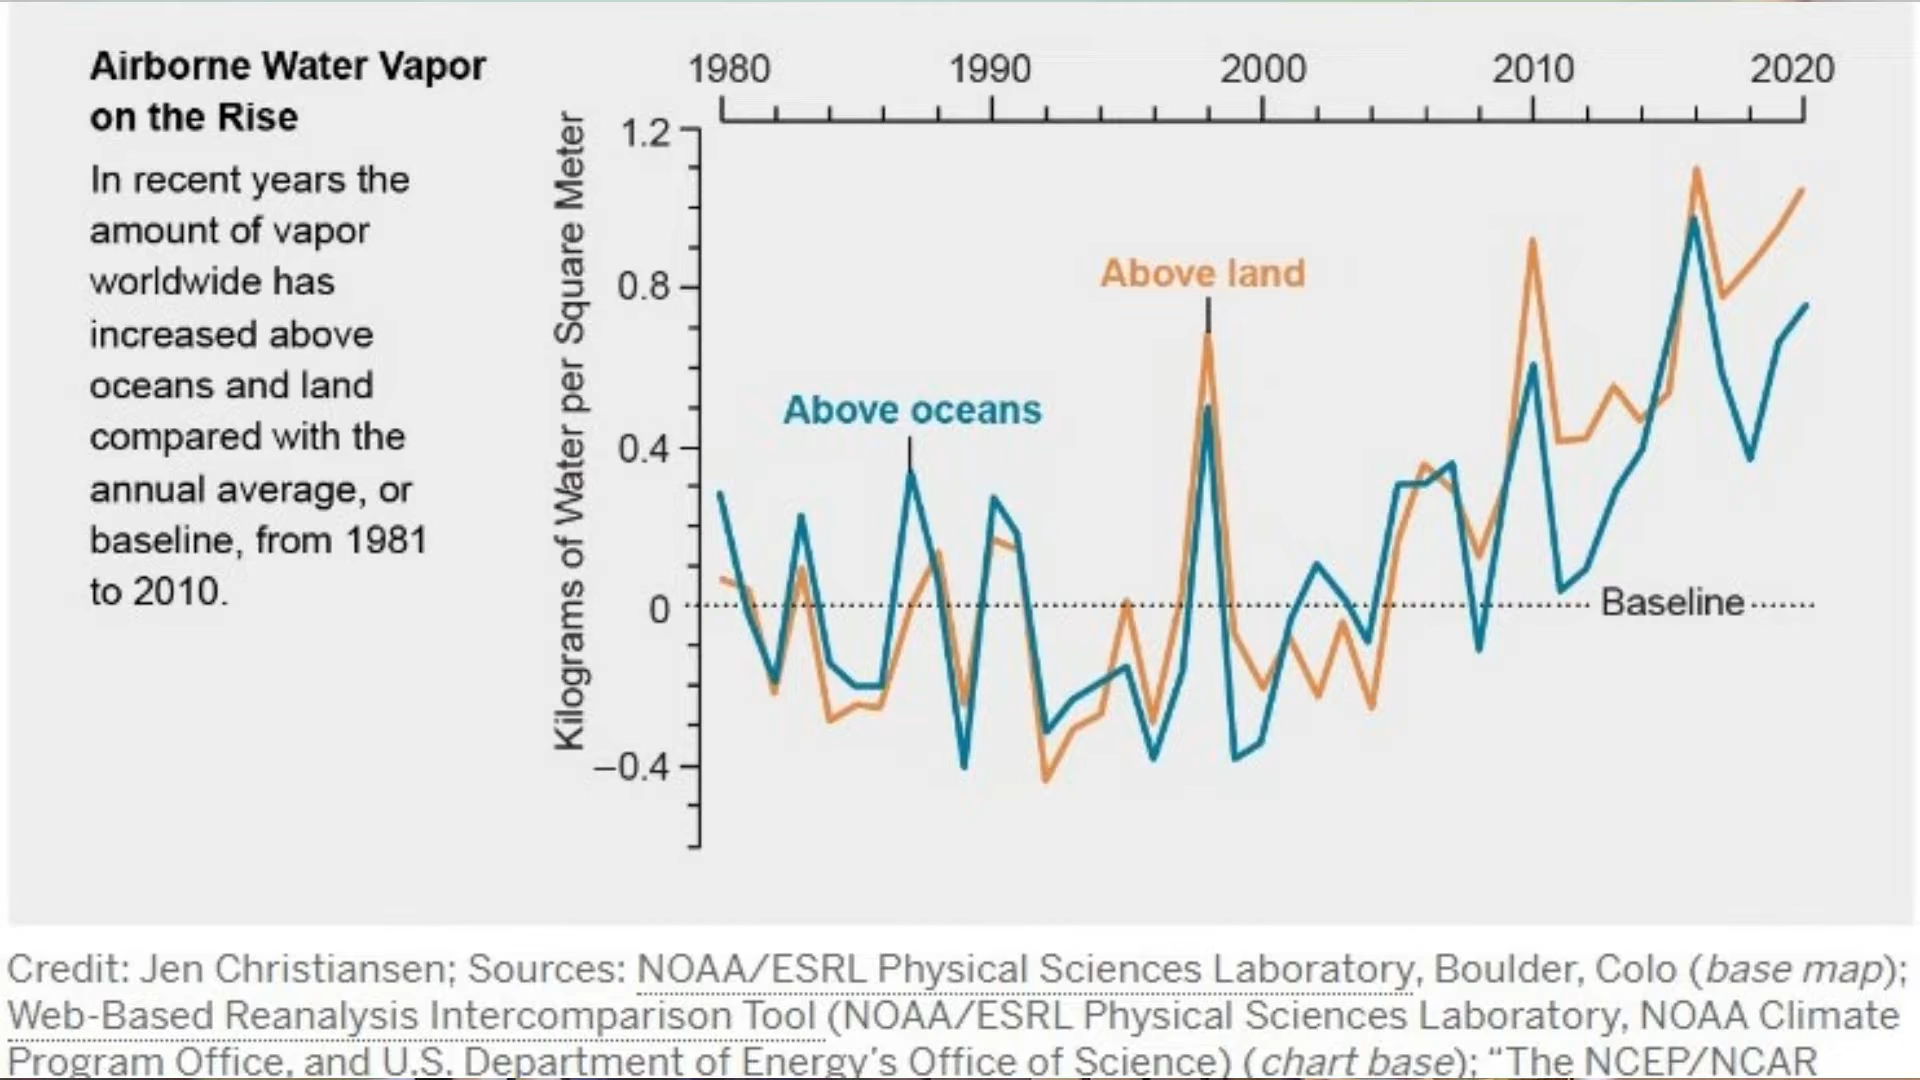 Airborne Water Vapor
on the Rise
In recent years the
amount of vapor
worldwide has
increased above
oceans and land
compared with the
annual average, or
baseline, from 1981
to 2010.
1980 1990 2000 2010 2020
Kilograms of Water per Square Meter
1.2
0.8
0.4
0
−0.4
Above land
Above oceans
Baseline
Credit: Jen Christiansen; Sources: NOAA/ESRL Physical Sciences Laboratory, Boulder, Colo (base map);
Web-Based Reanalysis Intercomparison Tool (NOAA/ESRL Physical Sciences Laboratory, NOAA Climate
Program Office, and U.S. Department of Energy’s Office of Science) (chart base); “The NCEP/NCAR